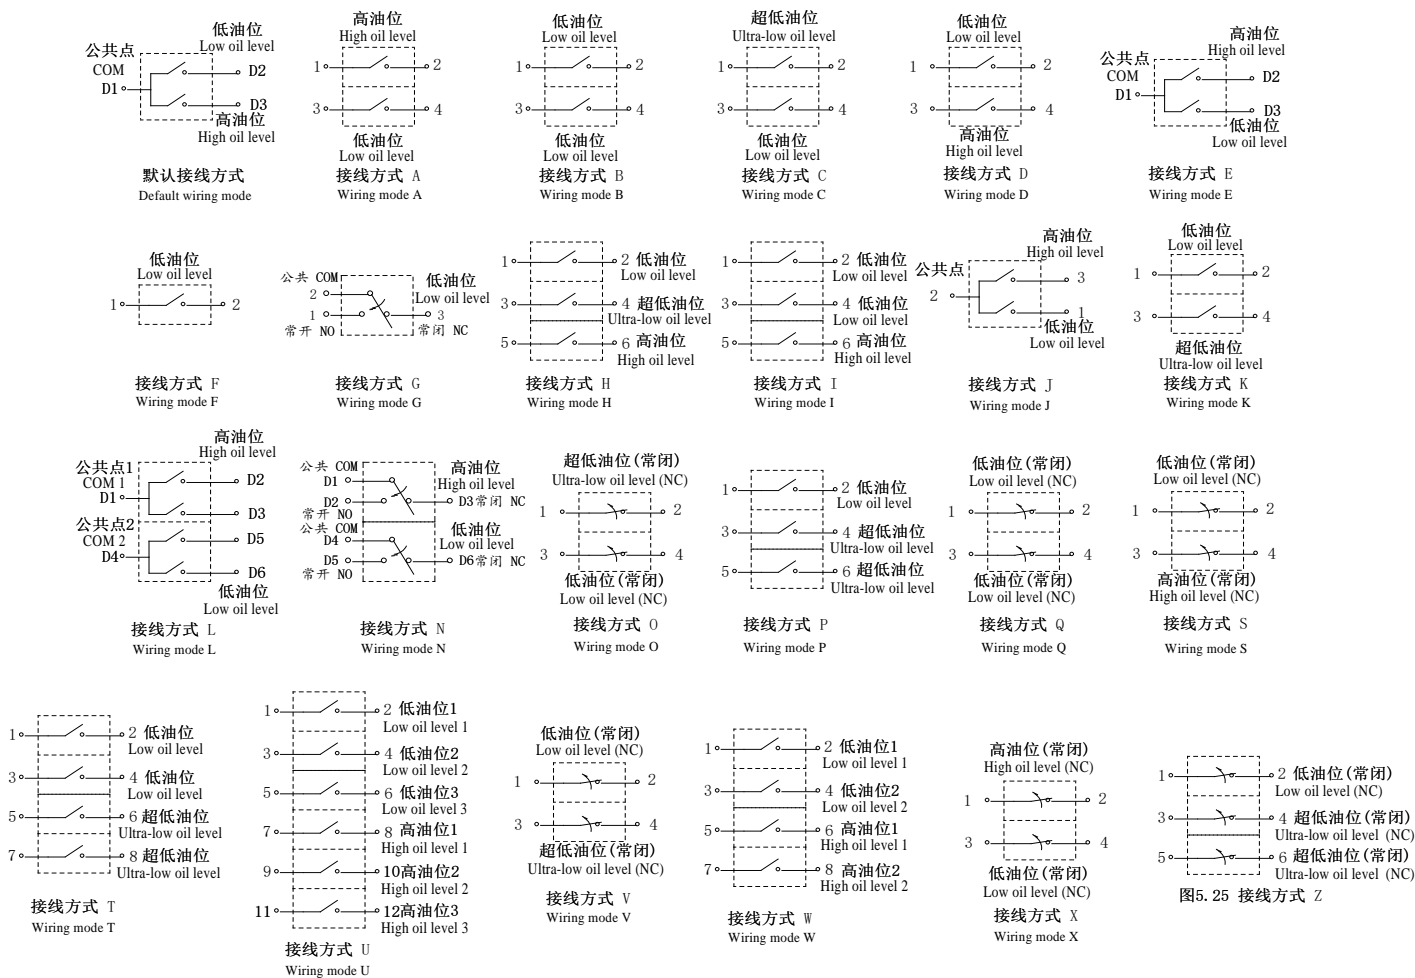 低油位
Low oil level
公共点
COM
D1
D2
D3
高油位
High oil level
默认接线方式
Default wiring mode
高油位
High oil level
1
2
3
4
低油位
Low oil level
接线方式 A
Wiring mode A
低油位
Low oil level
1
2
3
4
低油位
Low oil level
接线方式 B
Wiring mode B
超低油位
Ultra-low oil level
1
2
3
4
低油位
Low oil level
接线方式 C
Wiring mode C
低油位
Low oil level
1
2
3
4
高油位
High oil level
接线方式 D
Wiring mode D
高油位
High oil level
公共点
COM
D1
D2
D3
低油位
Low oil level
接线方式 E
Wiring mode E
低油位
Low oil level
1
2
接线方式 F
Wiring mode F
公共 COM
低油位
Low oil level
2
1
3
常开 NO
常闭 NC
接线方式 G
Wiring mode G
1
2 低油位
Low oil level
3
4 超低油位
Ultra-low oil level
5
6 高油位
High oil level
接线方式 H
Wiring mode H
1
2 低油位
Low oil level
3
4 低油位
Low oil level
5
6 高油位
High oil level
接线方式 I
Wiring mode I
高油位
High oil level
公共点
2
3
1
低油位
Low oil level
接线方式 J
Wiring mode J
低油位
Low oil level
1
2
3
4
超低油位
Ultra-low oil level
接线方式 K
Wiring mode K
高油位
High oil level
公共点1
COM 1
D1
D2
D3
公共点2
COM 2
D4
D5
D6
低油位
Low oil level
接线方式 L
Wiring mode L
公共 COM
高油位
High oil level
D1
D2
D3常闭 NC
常开 NO
公共 COM
低油位
Low oil level
D4
D5
D6常闭 NC
常开 NO
接线方式 N
Wiring mode N
超低油位(常闭)
Ultra-low oil level (NC)
1
2
3
4
低油位(常闭)
Low oil level (NC)
接线方式 O
Wiring mode O
1
2 低油位
Low oil level
3
4 超低油位
Ultra-low oil level
5
6 超低油位
Ultra-low oil level
接线方式 P
Wiring mode P
低油位(常闭)
Low oil level (NC)
1
2
3
4
低油位(常闭)
Low oil level (NC)
接线方式 Q
Wiring mode Q
低油位(常闭)
Low oil level (NC)
1
2
3
4
高油位(常闭)
High oil level (NC)
接线方式 S
Wiring mode S
1
2 低油位
Low oil level
3
4 低油位
Low oil level
5
6 超低油位
Ultra-low oil level
7
8 超低油位
Ultra-low oil level
接线方式 T
Wiring mode T
1
2 低油位1
Low oil level 1
3
4 低油位2
Low oil level 2
5
6 低油位3
Low oil level 3
7
8 高油位1
High oil level 1
9
10高油位2
High oil level 2
11
12高油位3
High oil level 3
接线方式 U
Wiring mode U
低油位(常闭)
Low oil level (NC)
1
2
3
4
超低油位(常闭)
Ultra-low oil level (NC)
接线方式 V
Wiring mode V
1
2 低油位1
Low oil level 1
3
4 低油位2
Low oil level 2
5
6 高油位1
High oil level 1
7
8 高油位2
High oil level 2
接线方式 W
Wiring mode W
高油位(常闭)
High oil level (NC)
1
2
3
4
低油位(常闭)
Low oil level (NC)
接线方式 X
Wiring mode X
1
2 低油位(常闭)
Low oil level (NC)
3
4 超低油位(常闭)
Ultra-low oil level (NC)
5
6 超低油位(常闭)
Ultra-low oil level (NC)
图5.25 接线方式 Z